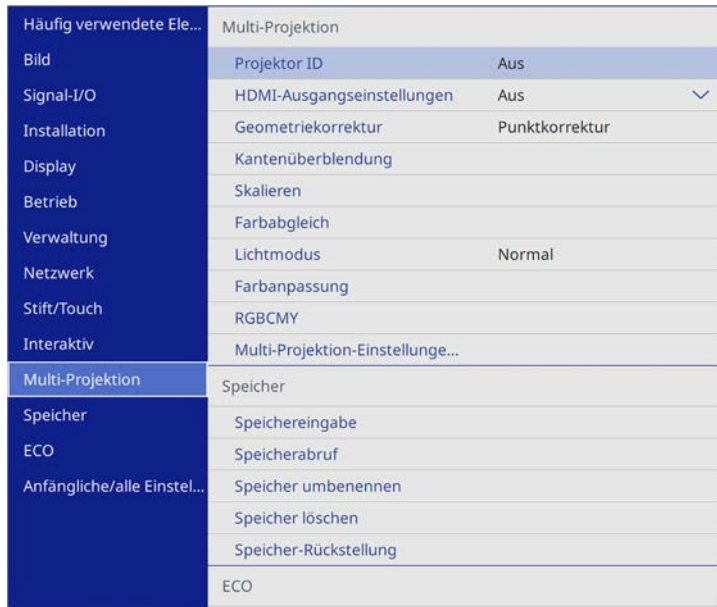 Häufig verwendete Ele...
Bild
Signal-I/O
Installation
Display
Betrieb
Verwaltung
Netzwerk
Stift/Touch
Interaktiv
Multi-Projektion
Speicher
ECO
Anfängliche/alle Einstel...
Multi-Projektion
Projektor ID Aus
HDMI-Ausgangseinstellungen Aus
Geometriekorrektur Punktkorrektur
Kantenüberblendung
Skalieren
Farbabgleich
Lichtmodus Normal
Farbanpassung
RGBCMY
Multi-Projektion-Einstellunge...
Speicher
Speichereingabe
Speicherabruf
Speicher umbenennen
Speicher löschen
Speicher-Rückstellung
ECO